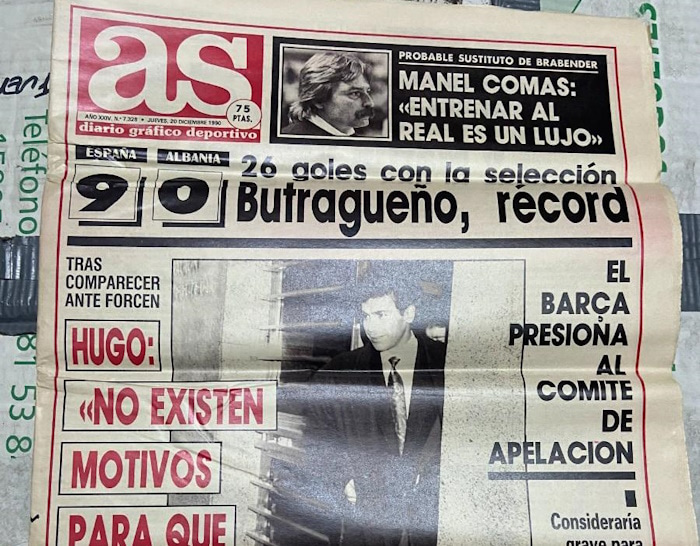 as
75
PTAS.
AÑO XXIV. N.º 7.328 • JUEVES, 20 DICIEMBRE 1990
diario gráfico deportivo
PROBABLE SUSTITUTO DE BRABENDER
MANEL COMAS:
«ENTRENAR AL
REAL ES UN LUJO»
ESPAÑA ALBANIA
9 0
26 goles con la selección
Butragueño, récord
TRAS
COMPARECER
ANTE FORCEN
HUGO:
«NO EXISTEN
MOTIVOS
PARA QUE
EL
BARÇA
PRESIONA
AL
COMITE
DE
APELACION
Consideraría
grave para
Teléfono
81 53 8